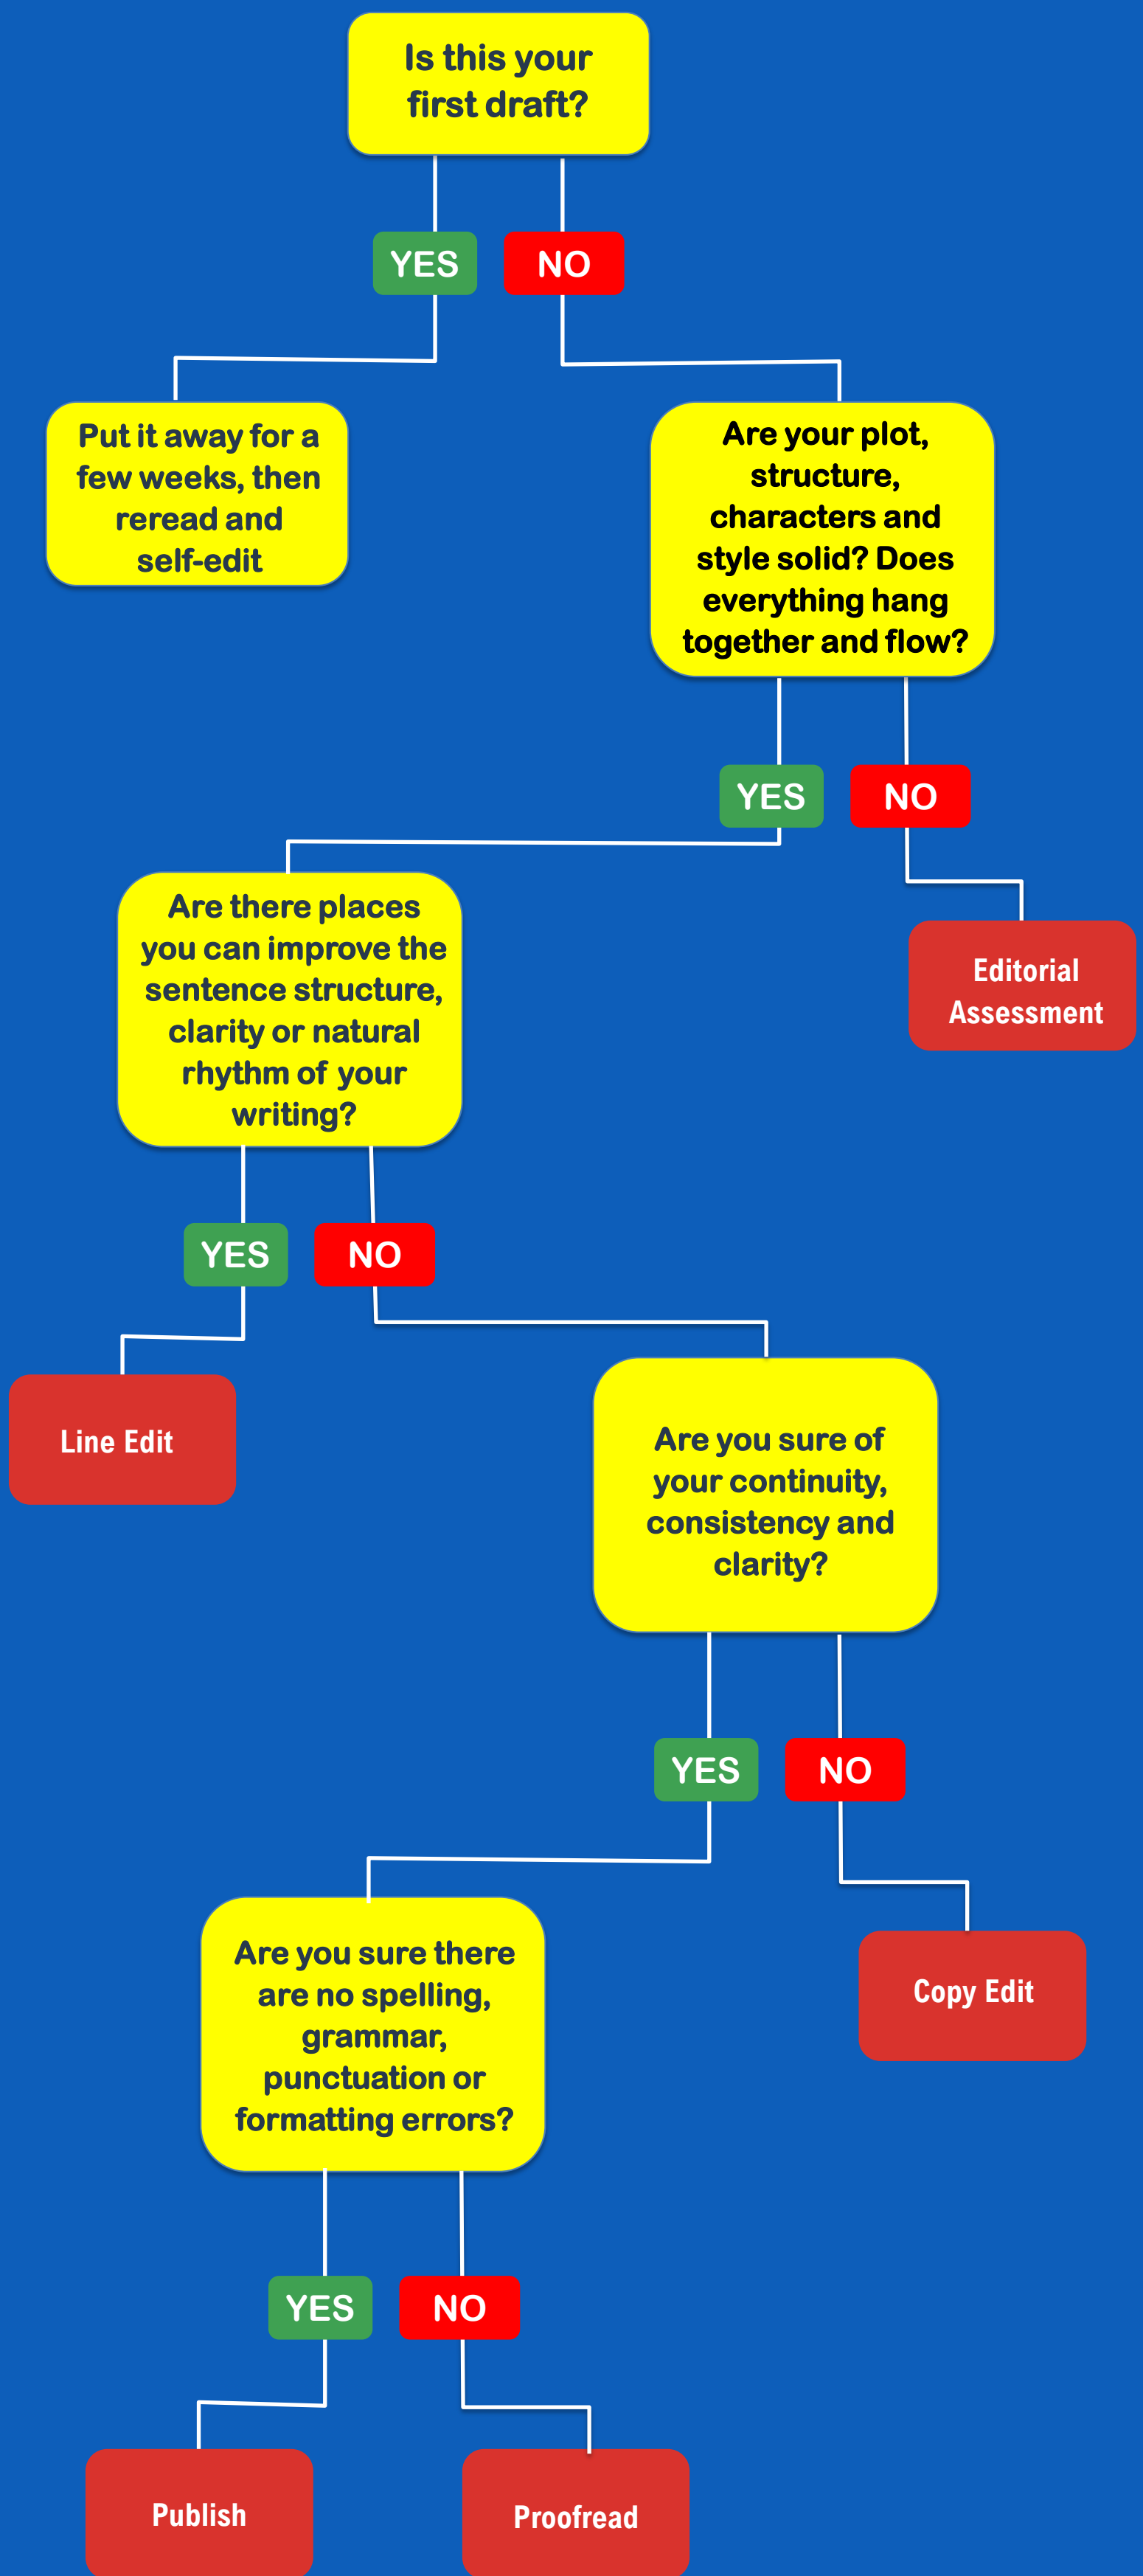 Is this your
first draft?
YES
NO
Put it away for a
few weeks, then
reread and
self-edit
Are your plot,
structure,
characters and
style solid? Does
everything hang
together and flow?
YES
NO
Are there places
you can improve the
sentence structure,
clarity or natural
rhythm of your
writing?
Editorial
Assessment
YES
NO
Line Edit
Are you sure of
your continuity,
consistency and
clarity?
YES
NO
Are you sure there
are no spelling,
grammar,
punctuation or
formatting errors?
Copy Edit
YES
NO
Publish
Proofread